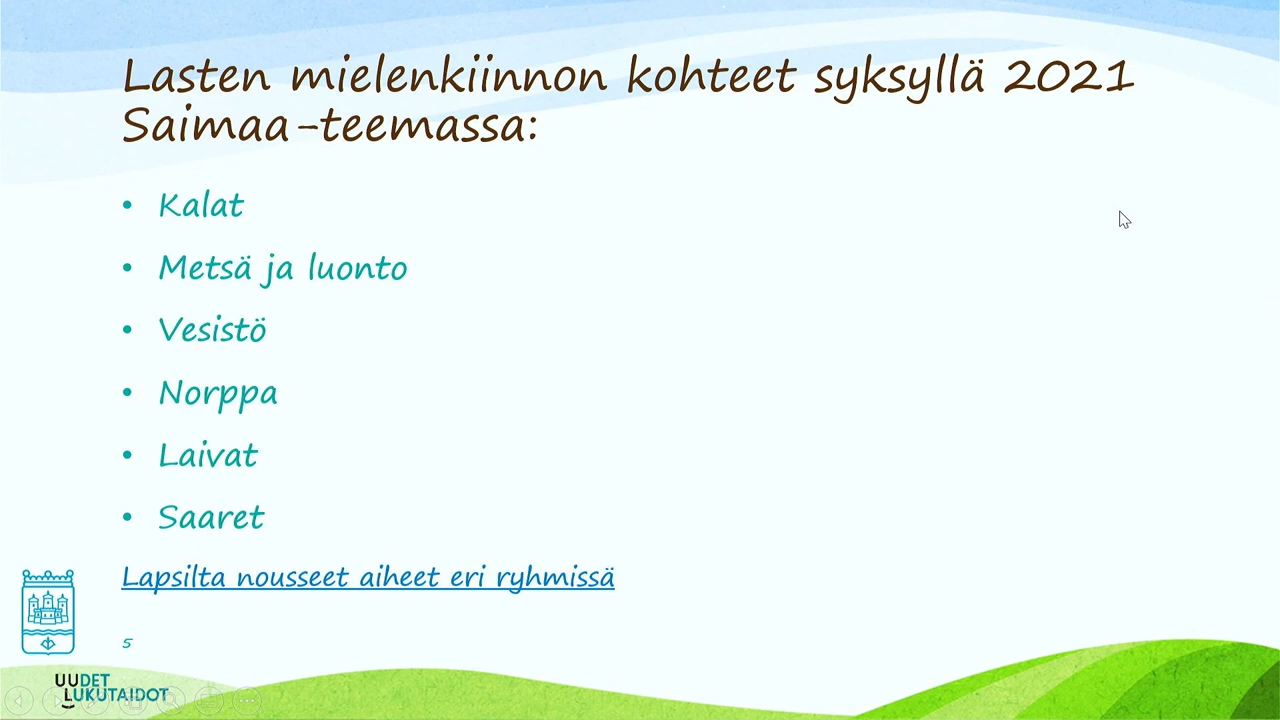 Lasten mielenkiinnon kohteet syksyllä 2021
Saimaa-teemassa:
• Kalat
• Metsä ja luonto
• Vesistö
• Norppa
• Laivat
• Saaret
Lapsilta nousseet aiheet eri ryhmissä
5
UUDET
LUKUTAIDOT